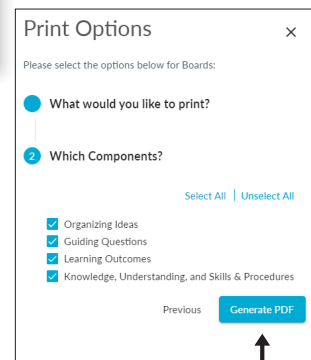 Print Options ×
Please select the options below for Boards:
What would you like to print?
2 Which Components?
Select All | Unselect All
Organizing Ideas
Guiding Questions
Learning Outcomes
Knowledge, Understanding, and Skills & Procedures
Previous Generate PDF